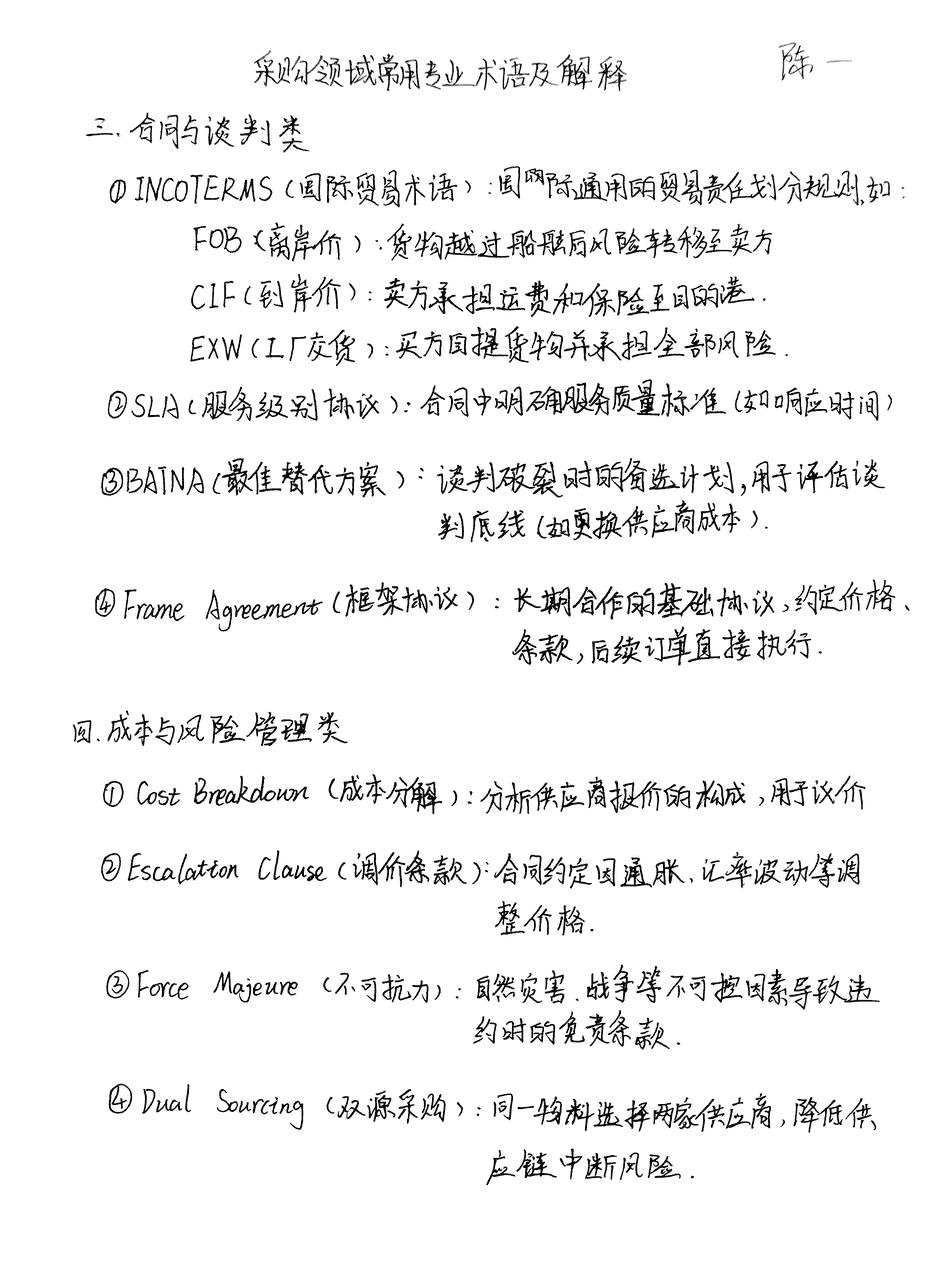 采购领域常用专业术语及解释
陈一
三、合同与谈判类
①INCOTERMS(国际贸易术语):国际通用的贸易责任划分规则,如:
FOB(离岸价):货物越过船舷后风险转移至卖方
CIF(到岸价):卖方承担运费和保险至目的港.
EXW(工厂交货):买方自提货物并承担全部风险.
②SLA(服务级别协议):合同中明确服务质量标准(如响应时间)
③BATNA(最佳替代方案):谈判破裂时的备选计划,用于评估谈
判底线(如更换供应商成本).
④Frame Agreement(框架协议):长期合作的基础协议,约定价格、
条款,后续订单直接执行.
四.成本与风险管理类
① Cost Breakdown(成本分解):分析供应商报价的构成,用于议价
②Escalation Clause(调价条款):合同约定因通胀、汇率波动等调
整价格.
③Force Majeure(不可抗力):自然灾害、战争等不可控因素导致违
约时的免责条款.
④Dual Sourcing(双源采购):同一物料选择两家供应商,降低供
应链中断风险.